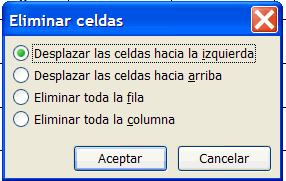 Eliminar celdas
Desplazar las celdas hacia la izquierda
Desplazar las celdas hacia arriba
Eliminar toda la fila
Eliminar toda la columna
Aceptar
Cancelar